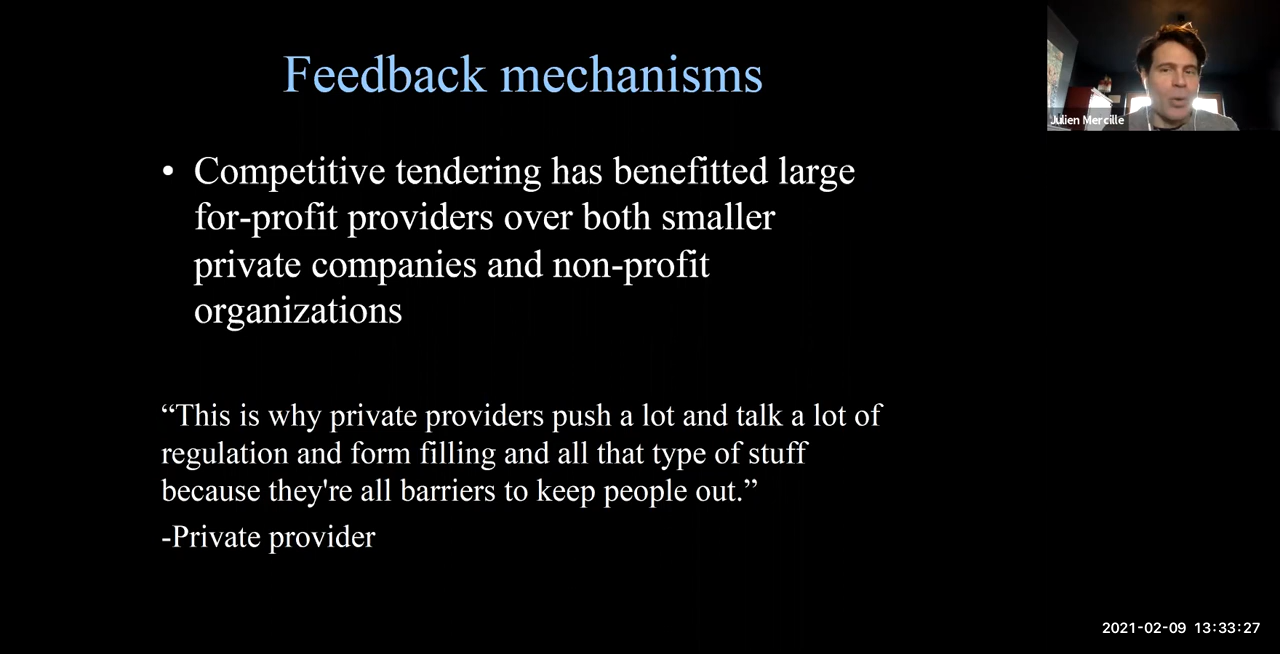 Feedback mechanisms
• Competitive tendering has benefitted large
for-profit providers over both smaller
private companies and non-profit
organizations
“This is why private providers push a lot and talk a lot of
regulation and form filling and all that type of stuff
because they're all barriers to keep people out.”
-Private provider
Julien Mercille
2021-02-09 13:33:27